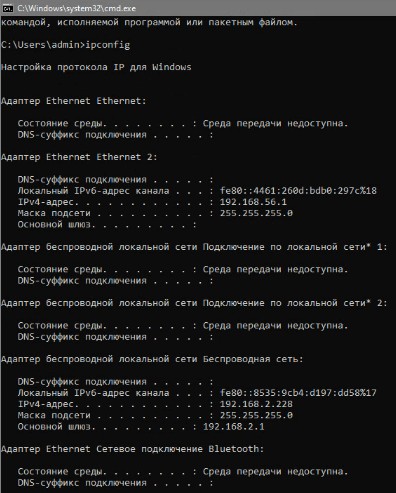 C:\Windows\system32\cmd.exe
командой, исполняемой программой или пакетным файлом.
C:\Users\admin>ipconfig
Настройка протокола IP для Windows
Адаптер Ethernet Ethernet:
Состояние среды. . . . . . . . : Среда передачи недоступна.
DNS-суффикс подключения . . . . . :
Адаптер Ethernet Ethernet 2:
DNS-суффикс подключения . . . . . :
Локальный IPv6-адрес канала . . . : fe80::4461:260d:bdb0:297c%18
IPv4-адрес. . . . . . . . . . . . : 192.168.56.1
Маска подсети . . . . . . . . . . : 255.255.255.0
Основной шлюз. . . . . . . . . :
Адаптер беспроводной локальной сети Подключение по локальной сети* 1:
Состояние среды. . . . . . . . : Среда передачи недоступна.
DNS-суффикс подключения . . . . . :
Адаптер беспроводной локальной сети Подключение по локальной сети* 2:
Состояние среды. . . . . . . . : Среда передачи недоступна.
DNS-суффикс подключения . . . . . :
Адаптер беспроводной локальной сети Беспроводная сеть:
DNS-суффикс подключения . . . . . :
Локальный IPv6-адрес канала . . . : fe80::8535:9cb4:d197:dd58%17
IPv4-адрес. . . . . . . . . . . . : 192.168.2.228
Маска подсети . . . . . . . . . . : 255.255.255.0
Основной шлюз. . . . . . . . . : 192.168.2.1
Адаптер Ethernet Сетевое подключение Bluetooth:
Состояние среды. . . . . . . . : Среда передачи недоступна.
DNS-суффикс подключения . . . . . :